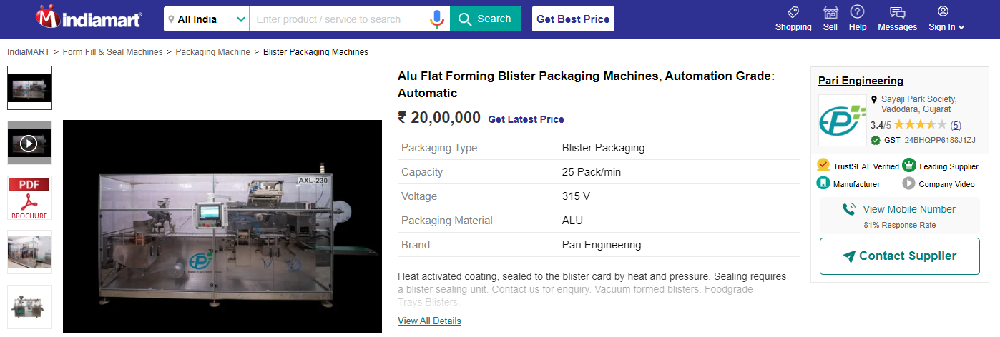 indiamart
All India
Enter product / service to search
Search
Get Best Price
Shopping
Sell
Help
Messages
Sign In
IndiaMART > Form Fill & Seal Machines > Packaging Machine > Blister Packaging Machines
PDF
BROCHURE
AXL-230
PARI ENGINEERING
Alu Flat Forming Blister Packaging Machines, Automation Grade:
Automatic
₹ 20,00,000 Get Latest Price
Packaging Type Blister Packaging
Capacity 25 Pack/min
Voltage 315 V
Packaging Material ALU
Brand Pari Engineering
Heat activated coating, sealed to the blister card by heat and pressure. Sealing requires
a blister sealing unit. Contact us for enquiry. Vacuum formed blisters. Foodgrade
Trays Blisters.
View All Details
Pari Engineering
Sayaji Park Society,
Vadodara, Gujarat
3.4/5 (5)
GST- 24BHQPP6188J1ZJ
TrustSEAL Verified Leading Supplier
Manufacturer Company Video
View Mobile Number
81% Response Rate
Contact Supplier